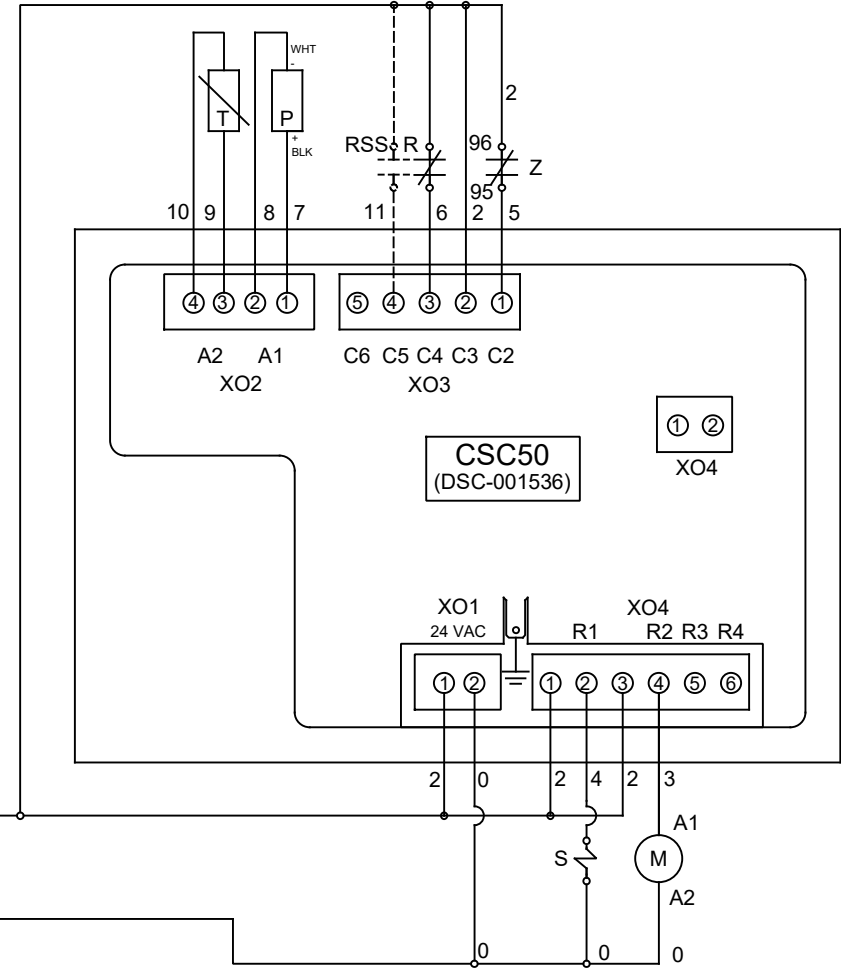 WHT
-
2
T
P
+
BLK
RSS R
96
Z
95
10 9 8 7 11 6 2 5
4 3 2 1 5 4 3 2 1
A2 A1 C6 C5 C4 C3 C2
XO2 XO3
1 2
XO4
CSC50
(DSC-001536)
XO1 XO4
24 VAC R1 R2 R3 R4
1 2 1 2 3 4 5 6
2 0 2 4 2 3
A1
S M
A2
0 0 0